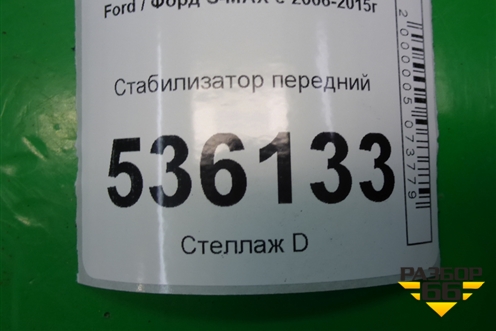 Ford / Форд S-MAX с 2006-2015г
Стабилизатор передний
536133
Стеллаж D
2000005073779
РАЗБОР
66